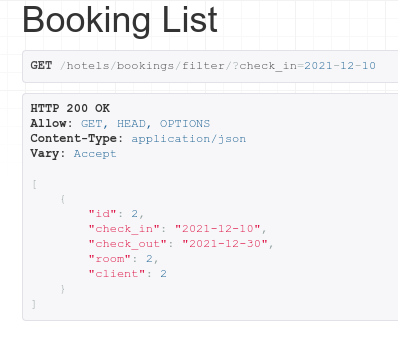 Booking List
GET /hotels/bookings/filter/?check_in=2021-12-10
HTTP 200 OK
Allow: GET, HEAD, OPTIONS
Content-Type: application/json
Vary: Accept
[
    {
        "id": 2,
        "check_in": "2021-12-10",
        "check_out": "2021-12-30",
        "room": 2,
        "client": 2
    }
]